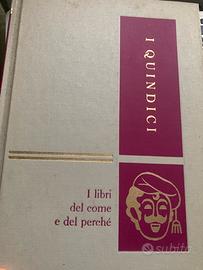 I QUINDICI
I libri
del come
e del perché
subito